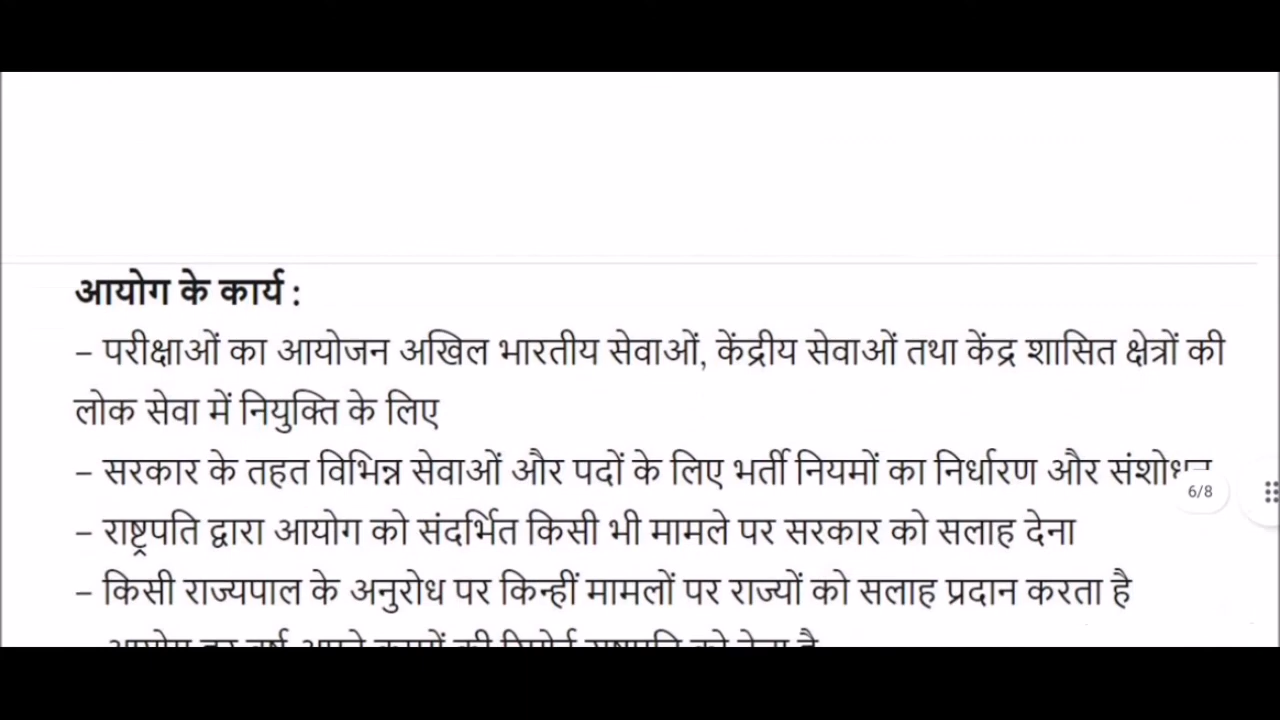 आयोग के कार्य :
– परीक्षाओं का आयोजन अखिल भारतीय सेवाओं, केंद्रीय सेवाओं तथा केंद्र शासित क्षेत्रों की
लोक सेवा में नियुक्ति के लिए
– सरकार के तहत विभिन्न सेवाओं और पदों के लिए भर्ती नियमों का निर्धारण और संशोधन
6/8
– राष्ट्रपति द्वारा आयोग को संदर्भित किसी भी मामले पर सरकार को सलाह देना
– किसी राज्यपाल के अनुरोध पर किन्हीं मामलों पर राज्यों को सलाह प्रदान करता है